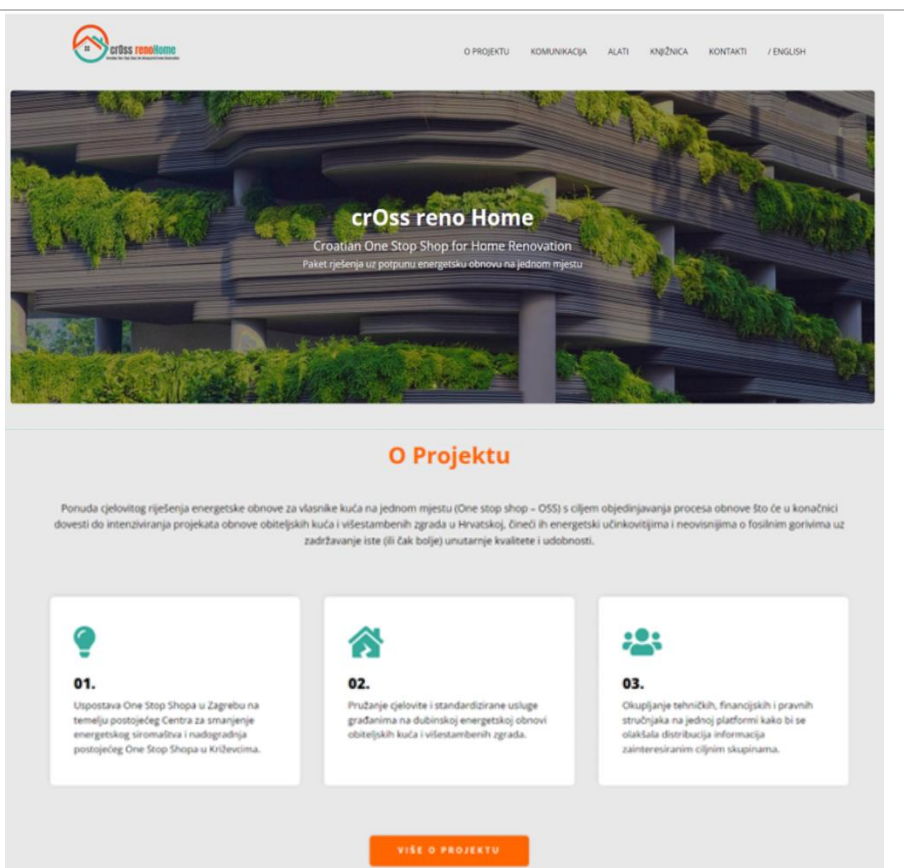 crOss renoHome
O PROJEKTU KOMUNIKACIJA ALATI KNJIŽNICA KONTAKTI / ENGLISH
crOss reno Home
Croatian One Stop Shop for Home Renovation
Paket rješenja uz potpunu energetsku obnovu na jednom mjestu
O Projektu
Ponuda cjelovitog riješenja energetske obnove za vlasnike kuća na jednom mjestu (One stop shop – OSS) s ciljem objedinjavanja procesa obnove što će u konačnici
dovesti do intenziviranja projekata obnove obiteljskih kuća i višestambenih zgrada u Hrvatskoj, čineći ih energetski učinkovitijima i neovisnijima o fosilnim gorivima uz
zadržavanje iste (ili čak bolje) unutarnje kvalitete i udobnosti.
01.
Uspostava One Stop Shopa u Zagrebu na
temelju postojećeg Centra za smanjenje
energetskog siromaštva i nadogradnja
postojećeg One Stop Shopa u Križevcima.
02.
Pružanje cjelovite i standardizirane usluge
građanima na dubinskoj energetskoj obnovi
obiteljskih kuća i višestambenih zgrada.
03.
Okupljanje tehničkih, financijskih i pravnih
stručnjaka na jednoj platformi kako bi se
olakšala distribucija informacija
zainteresiranim ciljnim skupinama.
VIŠE O PROJEKTU